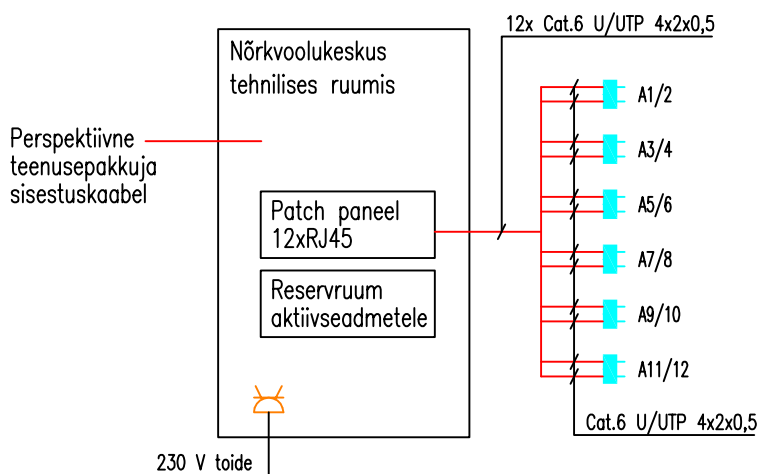 12x Cat.6 U/UTP 4x2x0,5
Nõrkvoolukeskus
tehnilises ruumis
Perspektiivne
teenusepakkuja
sisestuskaabel
Patch paneel
12xRJ45
Reservruum
aktiivseadmetele
A1/2
A3/4
A5/6
A7/8
A9/10
A11/12
Cat.6 U/UTP 4x2x0,5
230 V toide